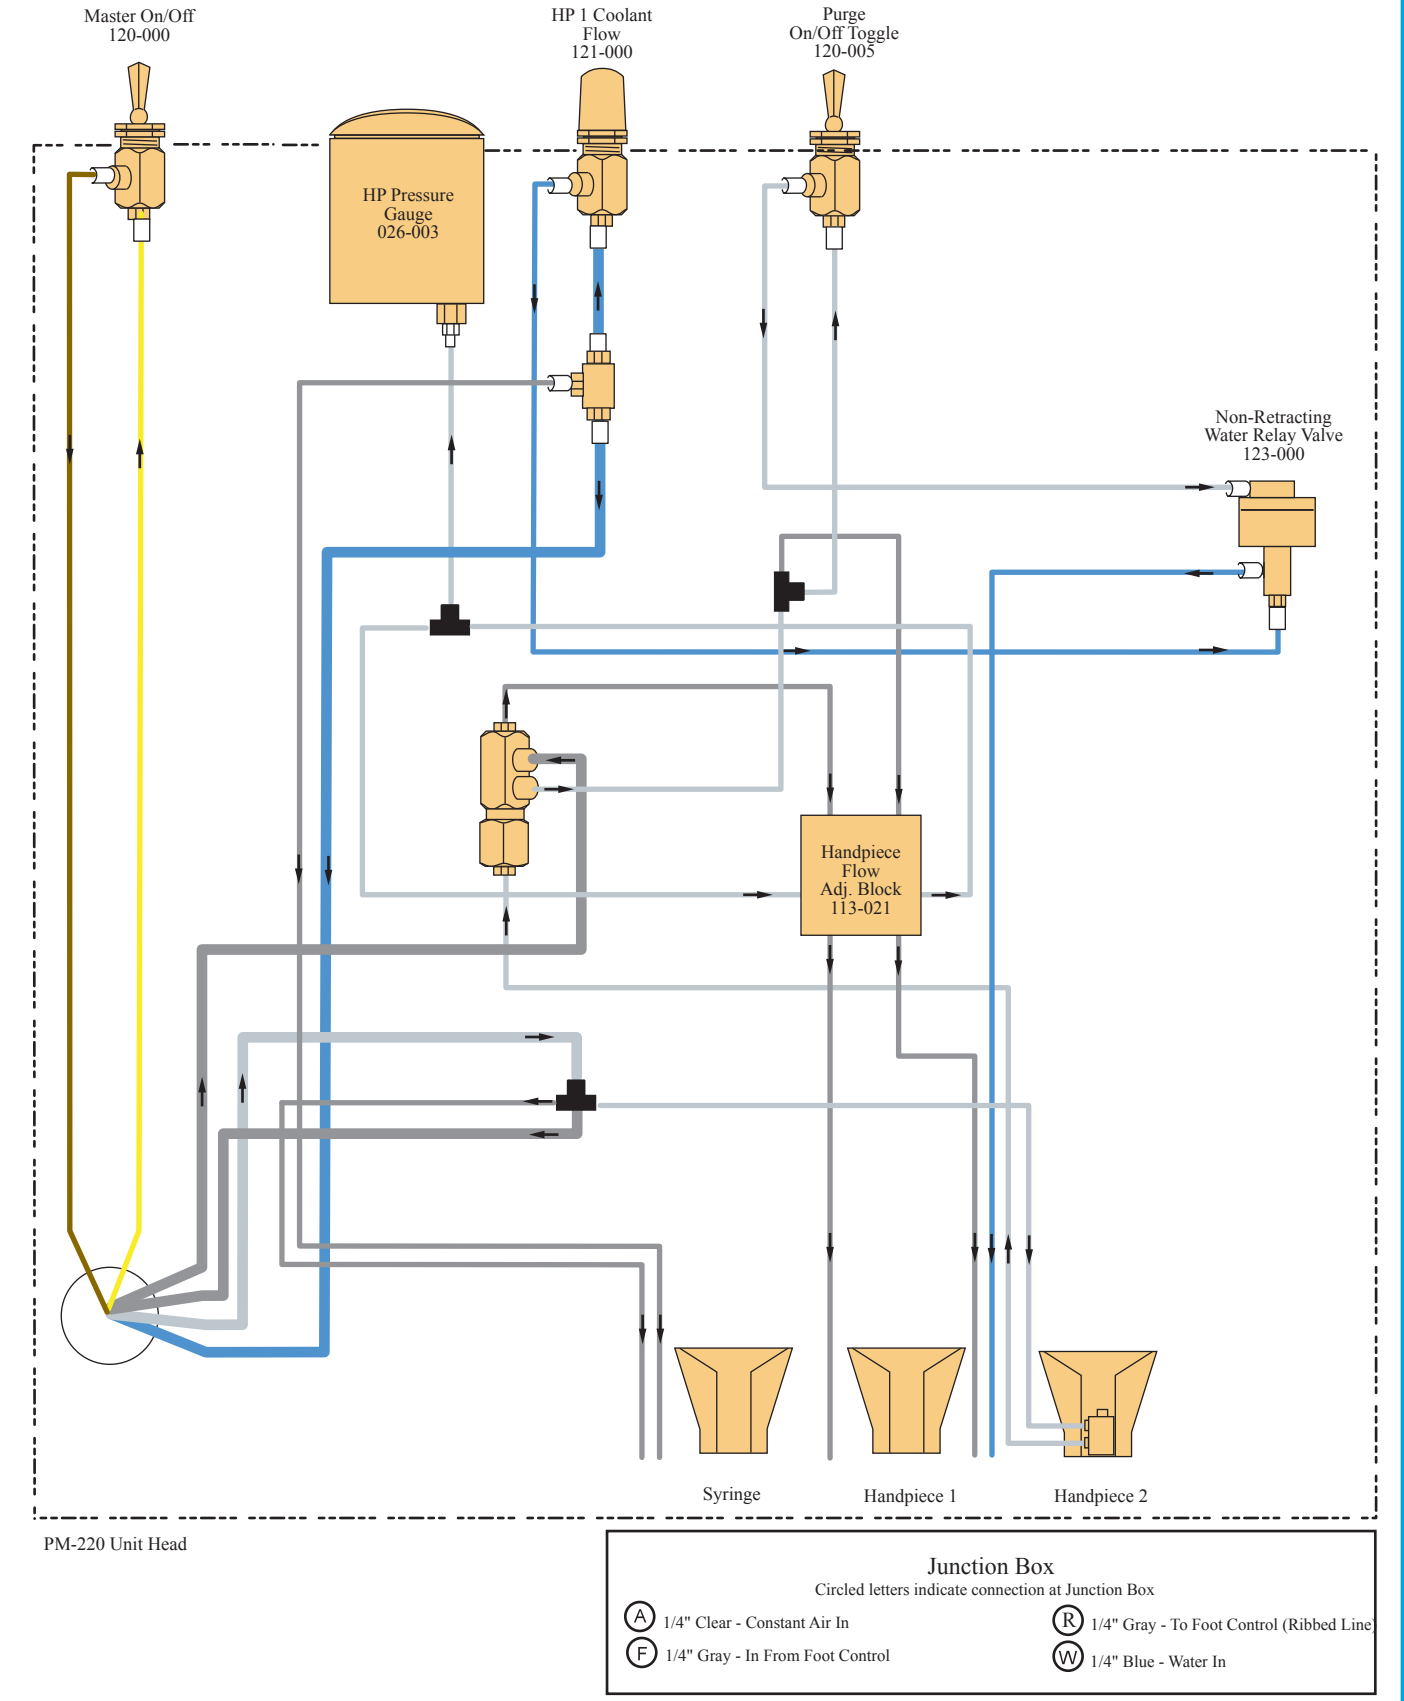 Master On/Off
120-000
HP 1 Coolant
Flow
121-000
Purge
On/Off Toggle
120-005
HP Pressure
Gauge
026-003
Non-Retracting
Water Relay Valve
123-000
Handpiece
Flow
Adj. Block
113-021
Syringe
Handpiece 1
Handpiece 2
PM-220 Unit Head
Junction Box
Circled letters indicate connection at Junction Box
A 1/4" Clear - Constant Air In
R 1/4" Gray - To Foot Control (Ribbed Line)
F 1/4" Gray - In From Foot Control
W 1/4" Blue - Water In